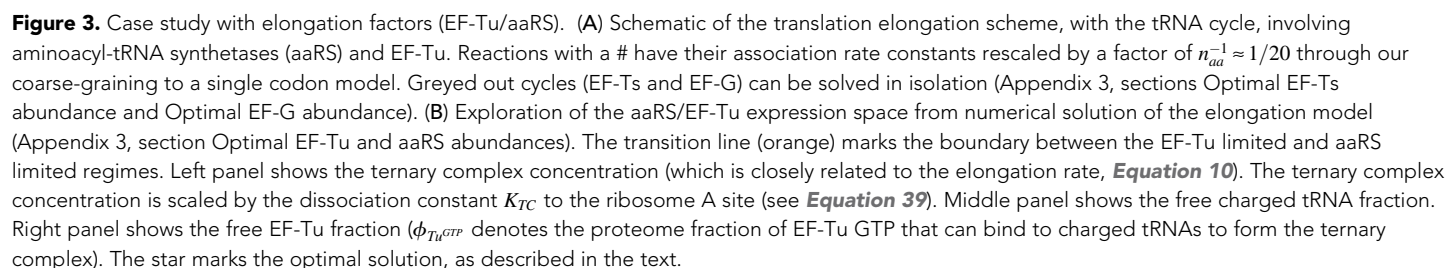 Figure 3. Case study with elongation factors (EF-Tu/aaRS). (A) Schematic of the translation elongation scheme, with the tRNA cycle, involving
aminoacyl-tRNA synthetases (aaRS) and EF-Tu. Reactions with a # have their association rate constants rescaled by a factor of $n_{aa}^{-1} \approx 1/20$ through our
coarse-graining to a single codon model. Greyed out cycles (EF-Ts and EF-G) can be solved in isolation (Appendix 3, sections Optimal EF-Ts
abundance and Optimal EF-G abundance). (B) Exploration of the aaRS/EF-Tu expression space from numerical solution of the elongation model
(Appendix 3, section Optimal EF-Tu and aaRS abundances). The transition line (orange) marks the boundary between the EF-Tu limited and aaRS
limited regimes. Left panel shows the ternary complex concentration (which is closely related to the elongation rate, Equation 10). The ternary complex
concentration is scaled by the dissociation constant $K_{TC}$ to the ribosome A site (see Equation 39). Middle panel shows the free charged tRNA fraction.
Right panel shows the free EF-Tu fraction ($\phi_{Tu^{GTP}}$ denotes the proteome fraction of EF-Tu GTP that can bind to charged tRNAs to form the ternary
complex). The star marks the optimal solution, as described in the text.